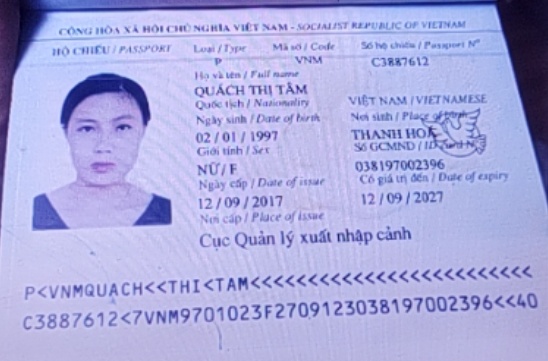 CỘNG HÒA XÃ HỘI CHỦ NGHĨA VIỆT NAM - SOCIALIST REPUBLIC OF VIETNAM
HỘ CHIẾU / PASSPORT Loại / Type Mã số / Code Số hộ chiếu / Passport Nº
P VNM C3887612
Họ và tên / Full name
QUÁCH THỊ TÂM
Quốc tịch / Nationality VIỆT NAM / VIETNAMESE
Ngày sinh / Date of birth Nơi sinh / Place of birth
02 / 01 / 1997 THANH HOÁ
Giới tính / Sex Số GCMND / ID card Nº
NỮ / F 038197002396
Ngày cấp / Date of issue Có giá trị đến / Date of expiry
12 / 09 / 2017 12 / 09 / 2027
Nơi cấp / Place of issue
Cục Quản lý xuất nhập cảnh
P<VNMQUACH<<THI<TAM<<<<<<<<<<<<<<<<<<<<<<<<<
C3887612<7VNM9701023F2709123038197002396<<40